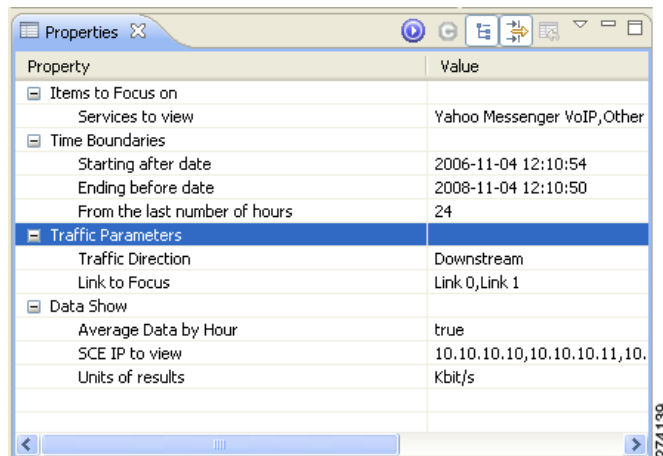 Properties
Property Value
Items to Focus on
Services to view Yahoo Messenger VoIP,Other
Time Boundaries
Starting after date 2006-11-04 12:10:54
Ending before date 2008-11-04 12:10:50
From the last number of hours 24
Traffic Parameters
Traffic Direction Downstream
Link to Focus Link 0,Link 1
Data Show
Average Data by Hour true
SCE IP to view 10.10.10.10,10.10.10.11,10.
Units of results Kbit/s
274139